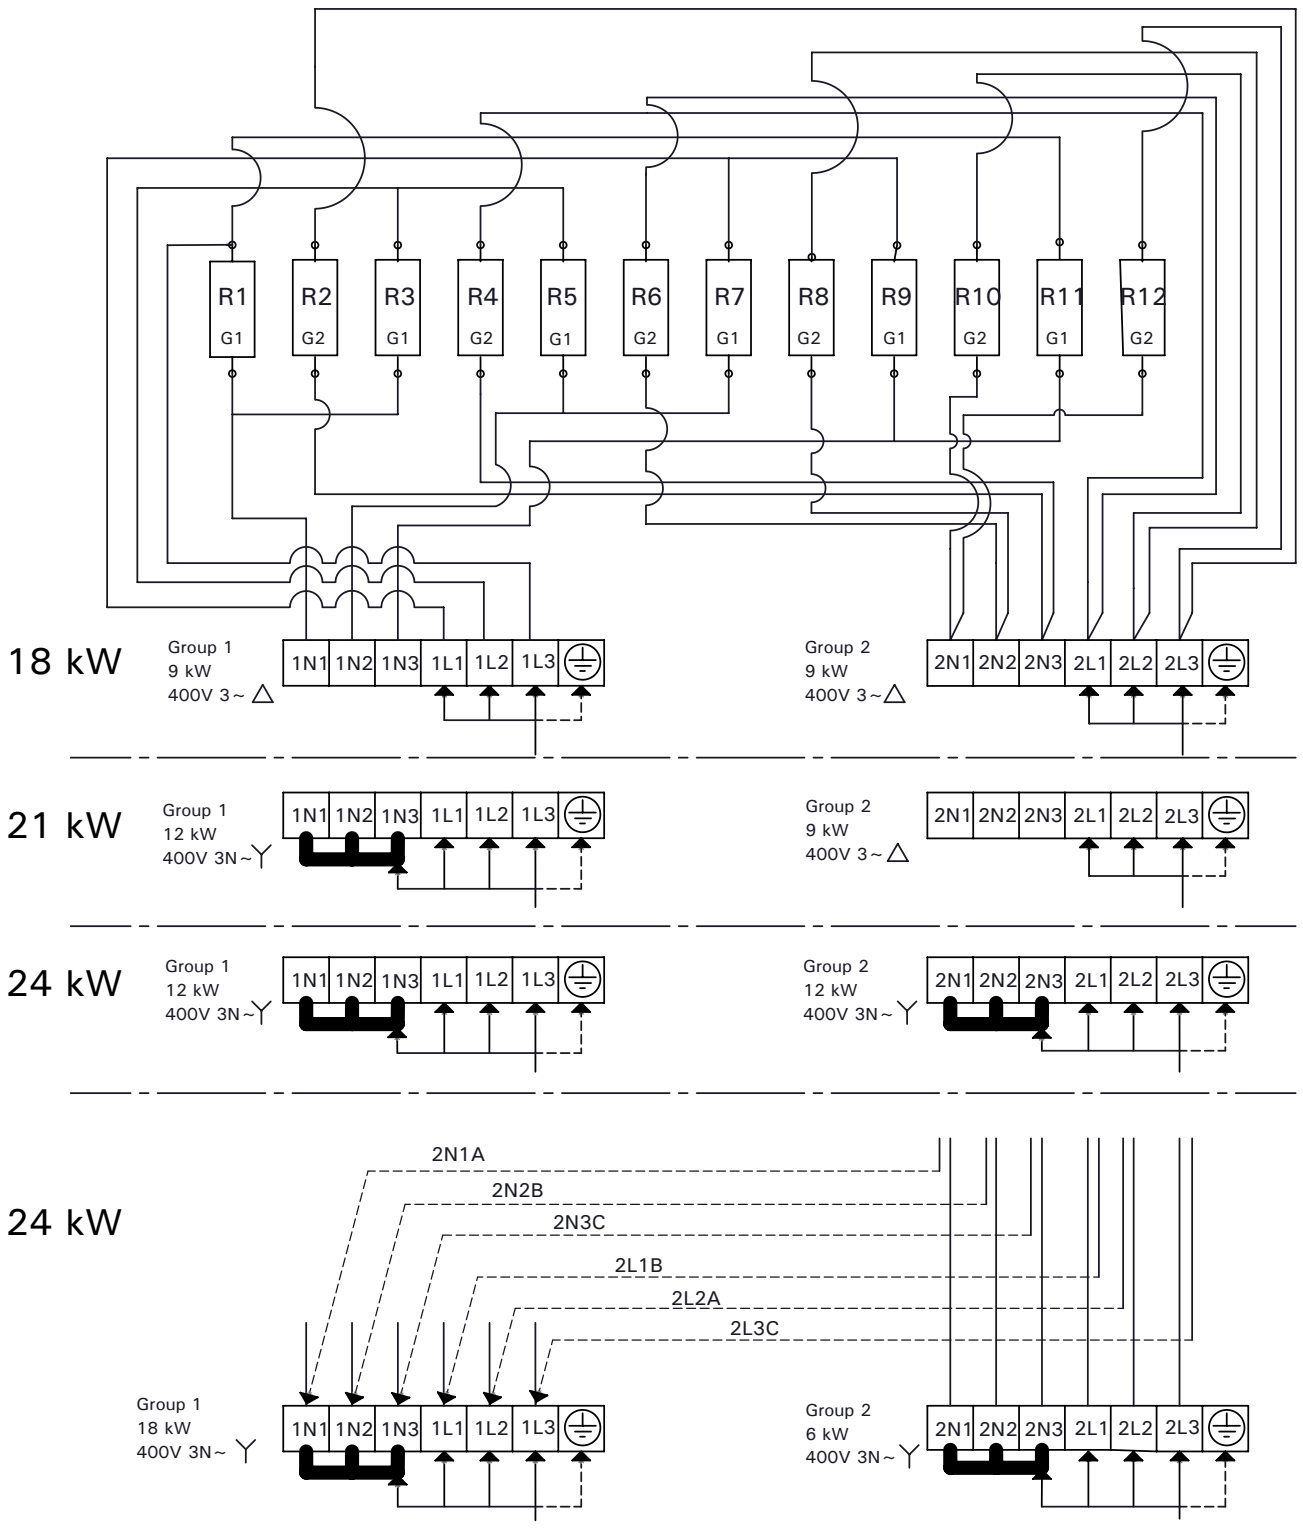 R1 R2 R3 R4 R5 R6 R7 R8 R9 R10 R11 R12
G1 G2 G1 G2 G1 G2 G1 G2 G1 G2 G1 G2
18 kW
Group 1
9 kW
400V 3~
1N1 1N2 1N3 1L1 1L2 1L3
Group 2
9 kW
400V 3~
2N1 2N2 2N3 2L1 2L2 2L3
21 kW
Group 1
12 kW
400V 3N~
1N1 1N2 1N3 1L1 1L2 1L3
Group 2
9 kW
400V 3~
2N1 2N2 2N3 2L1 2L2 2L3
24 kW
Group 1
12 kW
400V 3N~
1N1 1N2 1N3 1L1 1L2 1L3
Group 2
12 kW
400V 3N~
2N1 2N2 2N3 2L1 2L2 2L3
24 kW
2N1A
2N2B
2N3C
2L1B
2L2A
2L3C
Group 1
18 kW
400V 3N~
1N1 1N2 1N3 1L1 1L2 1L3
Group 2
6 kW
400V 3N~
2N1 2N2 2N3 2L1 2L2 2L3